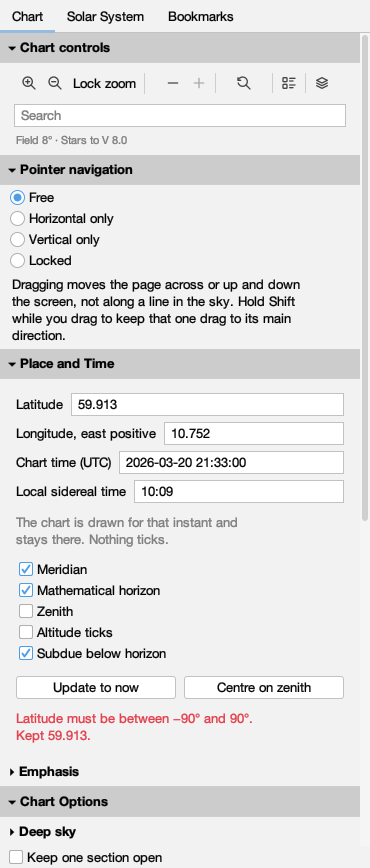 Chart Solar System Bookmarks
Chart controls
Lock zoom
Search
Field 8° · Stars to V 8.0
Pointer navigation
Free
Horizontal only
Vertical only
Locked
Dragging moves the page across or up and down
the screen, not along a line in the sky. Hold Shift
while you drag to keep that one drag to its main
direction.
Place and Time
Latitude 59.913
Longitude, east positive 10.752
Chart time (UTC) 2026-03-20 21:33:00
Local sidereal time 10:09
The chart is drawn for that instant and
stays there. Nothing ticks.
Meridian
Mathematical horizon
Zenith
Altitude ticks
Subdue below horizon
Update to now Centre on zenith
Latitude must be between −90° and 90°.
Kept 59.913.
Emphasis
Chart Options
Deep sky
Keep one section open